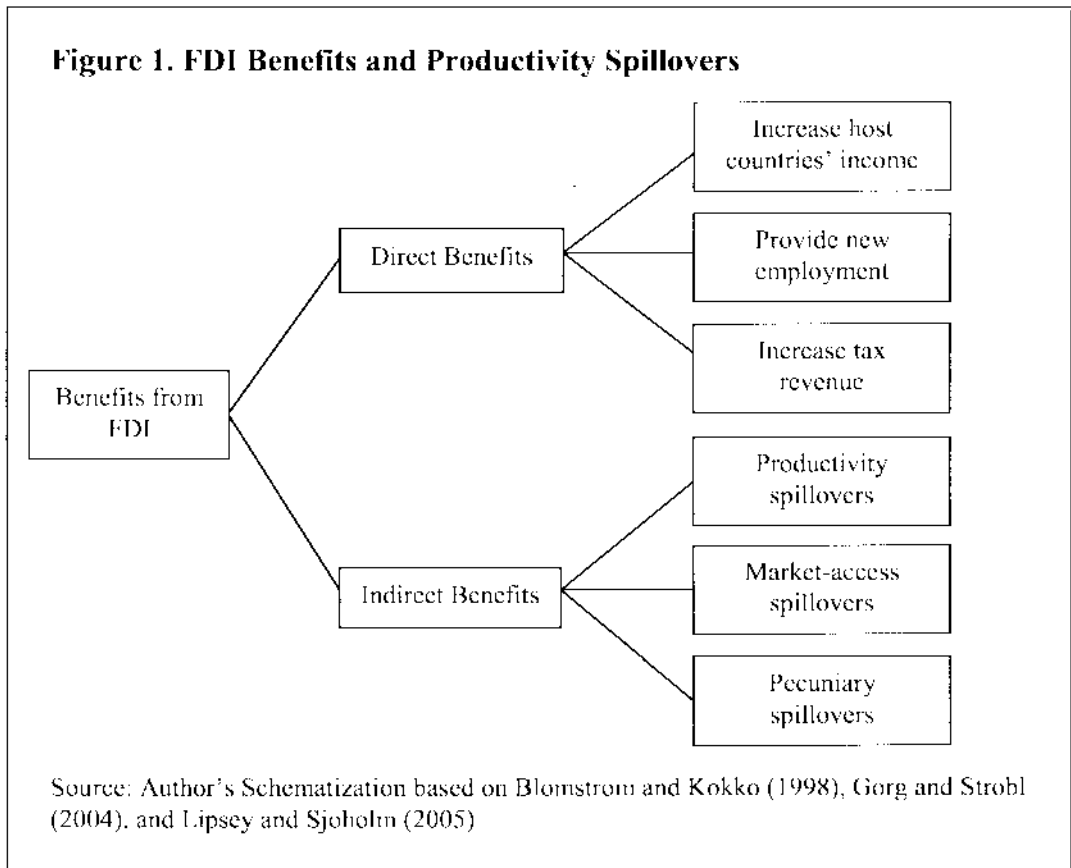 Figure 1. FDI Benefits and Productivity Spillovers
Increase host
countries' income
Direct Benefits
Provide new
employment
Increase tax
revenue
Benefits from
FDI
Productivity
spillovers
Indirect Benefits
Market-access
spillovers
Pecuniary
spillovers
Source: Author's Schematization based on Blomstrom and Kokko (1998), Gorg and Strobl
(2004), and Lipsey and Sjoholm (2005)